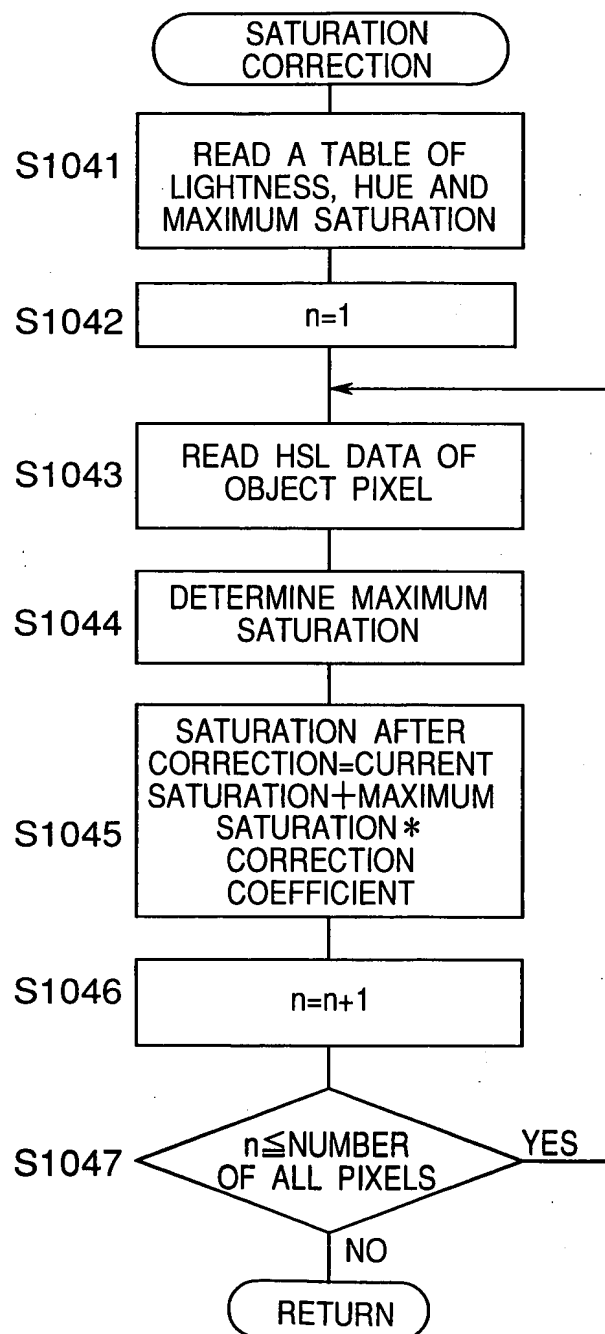 SATURATION
CORRECTION
S1041
READ A TABLE OF
LIGHTNESS, HUE AND
MAXIMUM SATURATION
S1042
n=1
S1043
READ HSL DATA OF
OBJECT PIXEL
S1044
DETERMINE MAXIMUM
SATURATION
S1045
SATURATION AFTER
CORRECTION=CURRENT
SATURATION+MAXIMUM
SATURATION*
CORRECTION
COEFFICIENT
S1046
n=n+1
S1047
n≦NUMBER
OF ALL PIXELS
YES
NO
RETURN